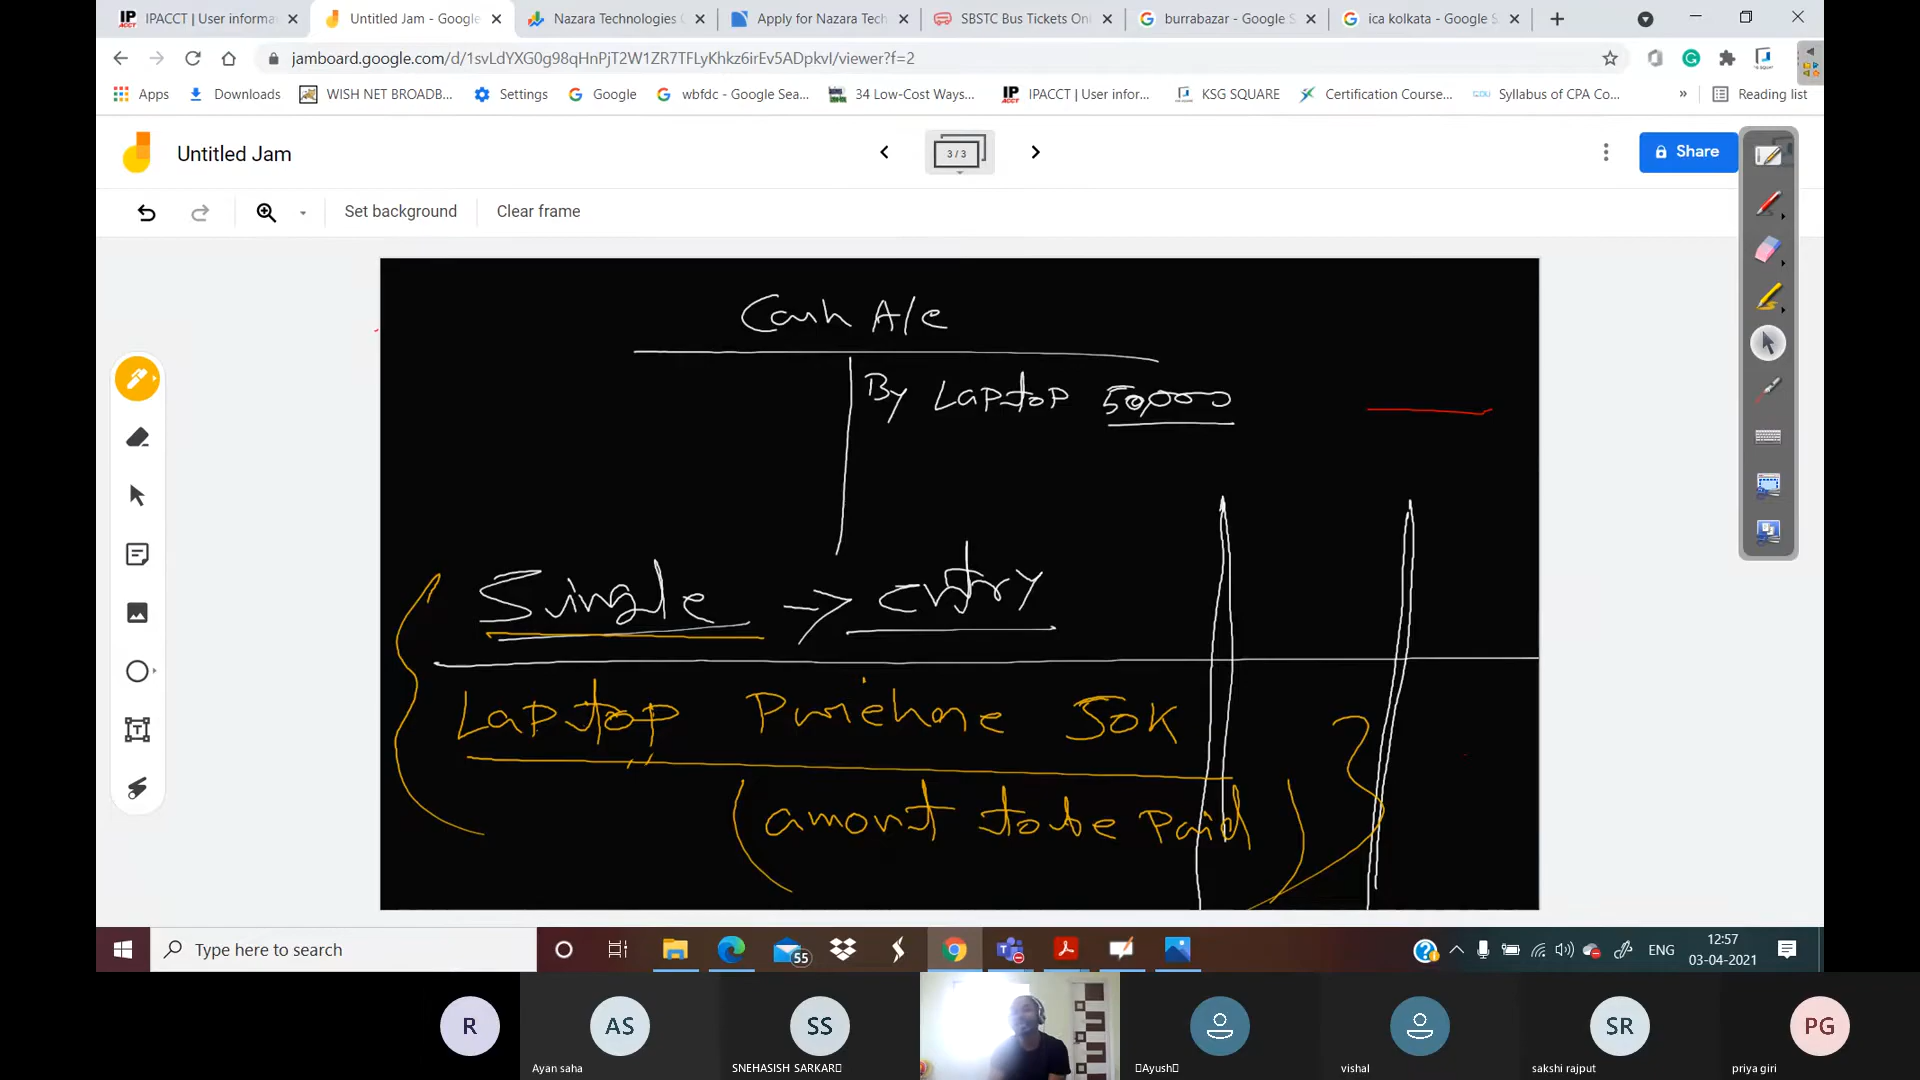 IPACCT | User informa
Untitled Jam - Google
Nazara Technologies
Apply for Nazara Tech
SBSTC Bus Tickets Onl
burrabazar - Google S
ica kolkata - Google S
jamboard.google.com/d/1svLdYXG0g98qHnPjT2W1ZR7TFLyKhkz6irEv5ADpkvI/viewer?f=2
Apps
Downloads
WISH NET BROADB...
Settings
Google
wbfdc - Google Sea...
34 Low-Cost Ways...
IPACCT | User infor...
KSG SQUARE
Certification Course...
Syllabus of CPA Co...
»
Reading list
Untitled Jam
3 / 3
Share
Set background
Clear frame
Cash A/c
By Laptop 50,000
Single -> entry
Laptop Purchase 50K
(amount to be paid)
Type here to search
55
ENG
12:57
03-04-2021
R
AS
SS
SR
PG
Ayan saha
SNEHASISH SARKAR
Ayush
vishal
sakshi rajput
priya giri